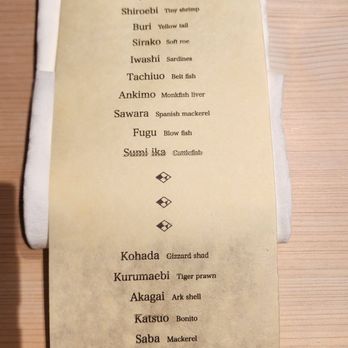 Shiroebi Tiny shrimp
Buri Yellow tail
Sirako Soft roe
Iwashi Sardines
Tachiuo Belt fish
Ankimo Monkfish liver
Sawara Spanish mackerel
Fugu Blow fish
Sumi ika Cuttlefish
Kohada Gizzard shad
Kurumaebi Tiger prawn
Akagai Ark shell
Katsuo Bonito
Saba Mackerel